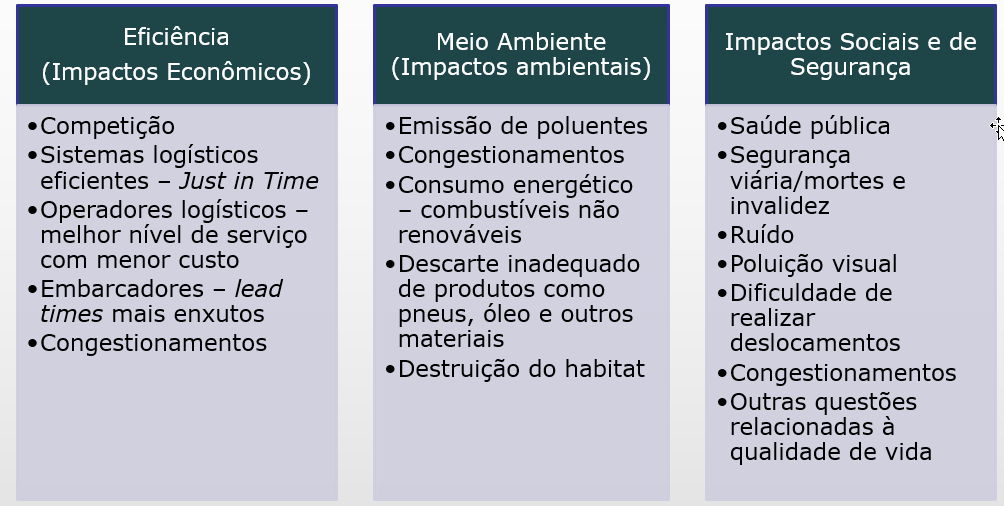 Eficiência
(Impactos Econômicos)
•Competição
•Sistemas logísticos
eficientes – Just in Time
•Operadores logísticos –
melhor nível de serviço
com menor custo
•Embarcadores – lead
times mais enxutos
•Congestionamentos
Meio Ambiente
(Impactos ambientais)
•Emissão de poluentes
•Congestionamentos
•Consumo energético
– combustíveis não
renováveis
•Descarte inadequado
de produtos como
pneus, óleo e outros
materiais
•Destruição do habitat
Impactos Sociais e de
Segurança
•Saúde pública
•Segurança
viária/mortes e
invalidez
•Ruído
•Poluição visual
•Dificuldade de
realizar
deslocamentos
•Congestionamentos
•Outras questões
relacionadas à
qualidade de vida